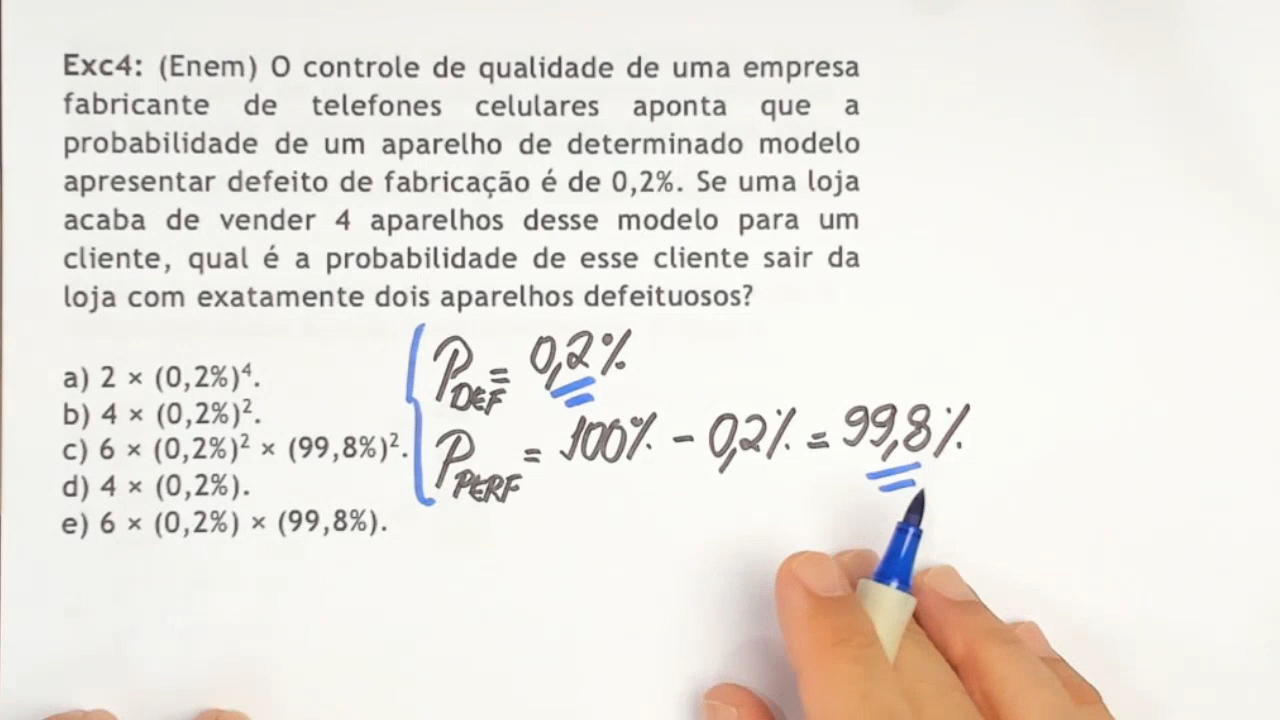 Exc4: (Enem) O controle de qualidade de uma empresa
fabricante de telefones celulares aponta que a
probabilidade de um aparelho de determinado modelo
apresentar defeito de fabricação é de 0,2%. Se uma loja
acaba de vender 4 aparelhos desse modelo para um
cliente, qual é a probabilidade de esse cliente sair da
loja com exatamente dois aparelhos defeituosos?
a) 2 × (0,2%)⁴.
b) 4 × (0,2%)².
c) 6 × (0,2%)² × (99,8%)².
d) 4 × (0,2%).
e) 6 × (0,2%) × (99,8%).
P DEF = 0,2%
P PERF = 100% - 0,2% = 99,8%